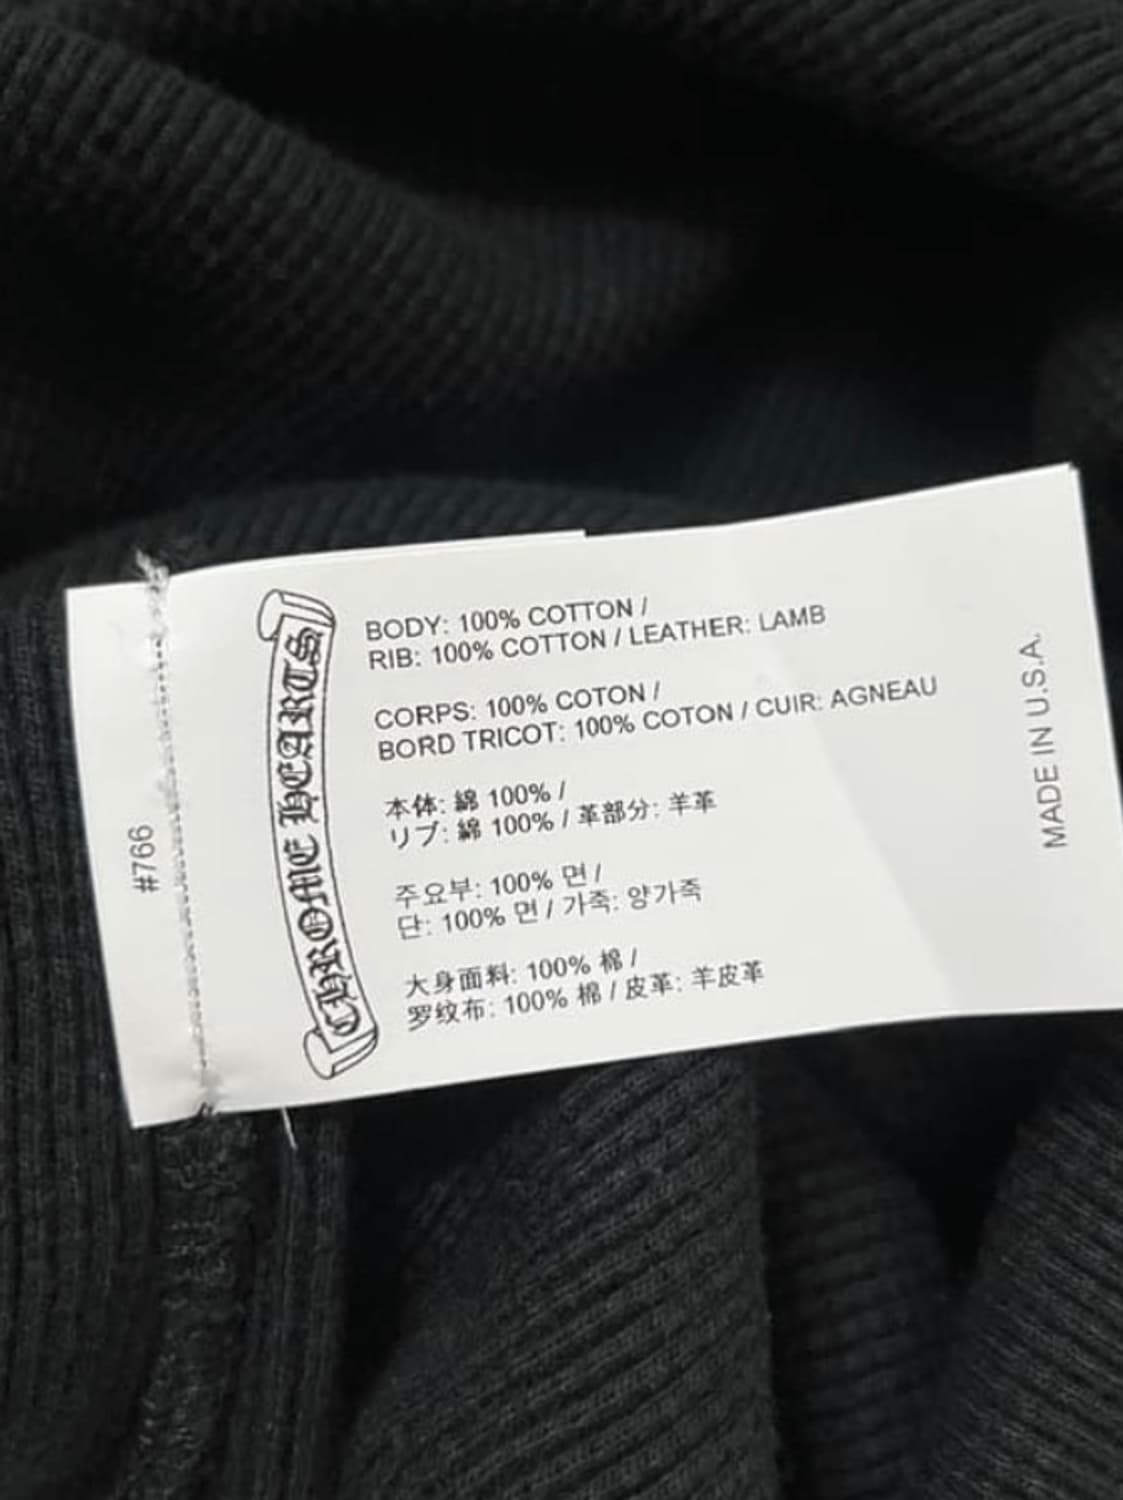 #766
CHROME HEARTS
BODY: 100% COTTON /
RIB: 100% COTTON / LEATHER: LAMB
CORPS: 100% COTON /
BORD TRICOT: 100% COTON / CUIR: AGNEAU
本体: 綿 100% /
リブ: 綿 100% / 革部分: 羊革
주요부: 100% 면 /
단: 100% 면 / 가죽: 양가죽
大身面料: 100% 棉 /
罗纹布: 100% 棉 / 皮革: 羊皮革
MADE IN U.S.A.